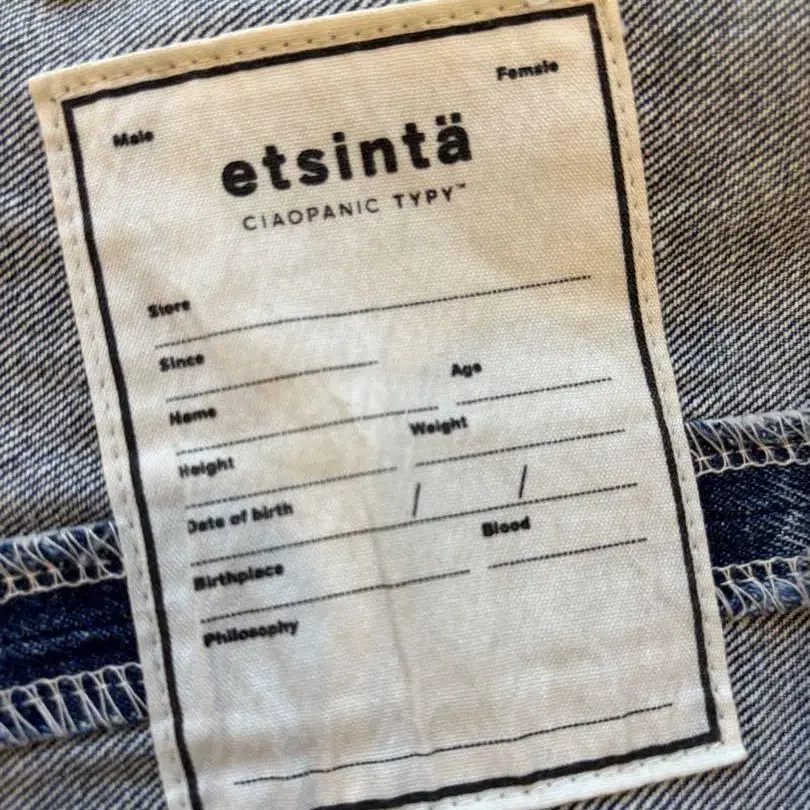 Male Female
etsintä
CIAOPANIC TYPY™
Store
Since
Age
Name
Weight
Height
Date of birth / /
Blood
Birthplace
Philosophy